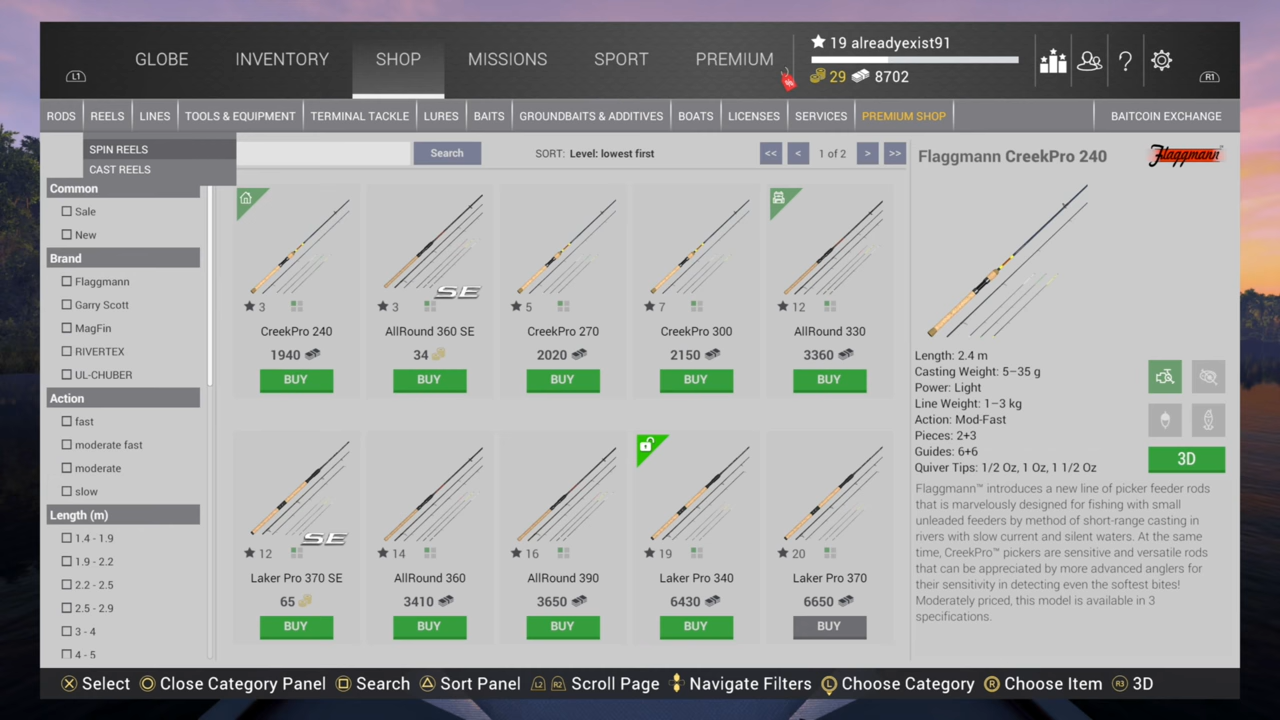 GLOBE INVENTORY SHOP MISSIONS SPORT PREMIUM
19 alreadyexist91
29 8702
L1
R1
RODS REELS LINES TOOLS & EQUIPMENT TERMINAL TACKLE LURES BAITS GROUNDBAITS & ADDITIVES BOATS LICENSES SERVICES PREMIUM SHOP BAITCOIN EXCHANGE
SPIN REELS
CAST REELS
Search
SORT: Level: lowest first
<< < 1 of 2 > >>
Common
Sale
New
Brand
Flaggmann
Garry Scott
MagFin
RIVERTEX
UL-CHUBER
Action
fast
moderate fast
moderate
slow
Length (m)
1.4 - 1.9
1.9 - 2.2
2.2 - 2.5
2.5 - 2.9
3 - 4
4 - 5
SE
3 3 5 7 12
CreekPro 240 AllRound 360 SE CreekPro 270 CreekPro 300 AllRound 330
1940 34 2020 2150 3360
BUY BUY BUY BUY BUY
SE
12 14 16 19 20
Laker Pro 370 SE AllRound 360 AllRound 390 Laker Pro 340 Laker Pro 370
65 3410 3650 6430 6650
BUY BUY BUY BUY BUY
Flaggmann CreekPro 240
Flaggmann
Length: 2.4 m
Casting Weight: 5–35 g
Power: Light
Line Weight: 1–3 kg
Action: Mod-Fast
Pieces: 2+3
Guides: 6+6
Quiver Tips: 1/2 Oz, 1 Oz, 1 1/2 Oz
3D
Flaggmann™ introduces a new line of picker feeder rods
that is marvelously designed for fishing with small
unleaded feeders by method of short-range casting in
rivers with slow current and silent waters. At the same
time, CreekPro™ pickers are sensitive and versatile rods
that can be appreciated by more advanced anglers for
their sensitivity in detecting even the softest bites!
Moderately priced, this model is available in 3
specifications.
Select Close Category Panel Search Sort Panel L2 R2 Scroll Page Navigate Filters L Choose Category R Choose Item R3 3D